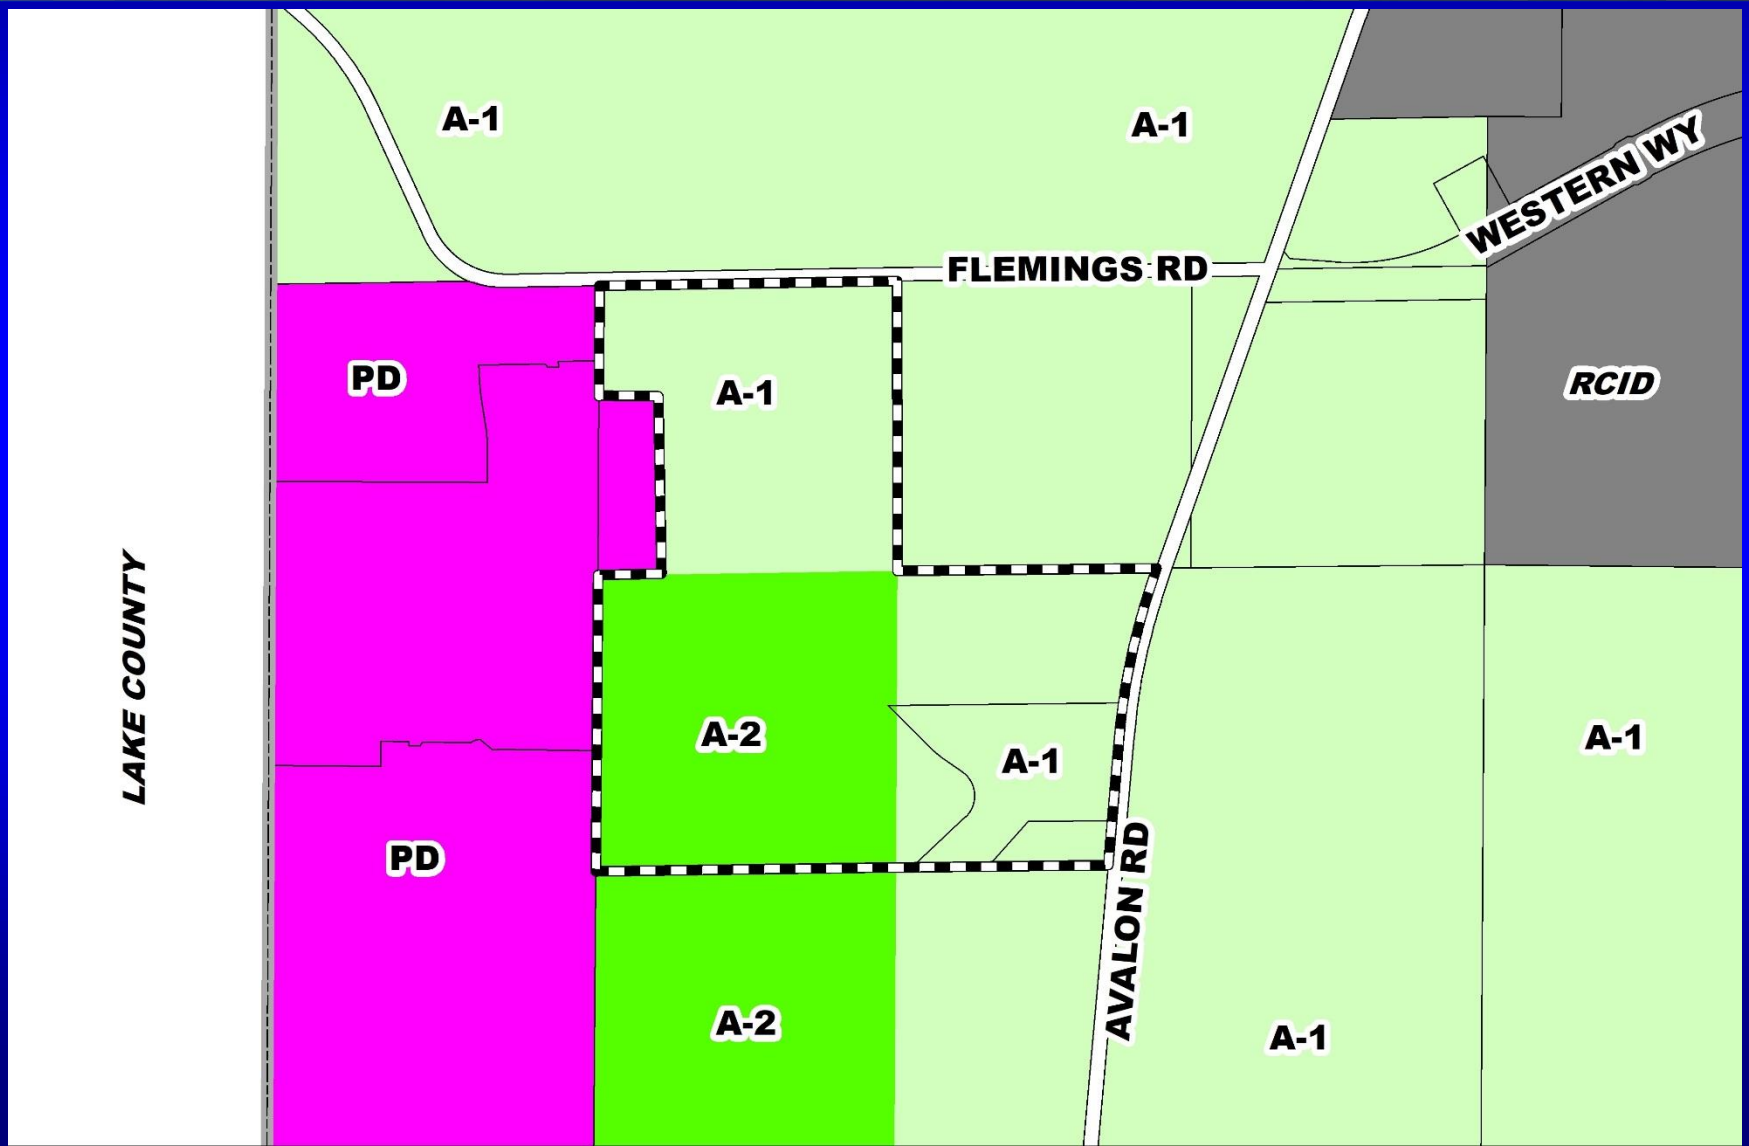 A-1
A-1
WESTERN WY
FLEMINGS RD
PD
A-1
RCID
LAKE COUNTY
A-2
A-1
A-1
PD
AVALON RD
A-2
A-1